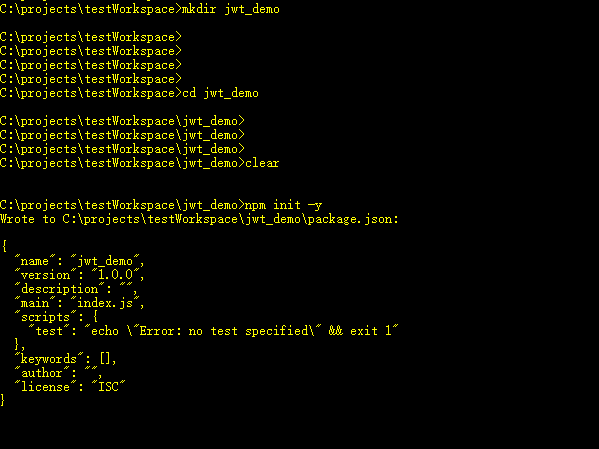 C:\projects\testWorkspace>mkdir jwt_demo
C:\projects\testWorkspace>
C:\projects\testWorkspace>
C:\projects\testWorkspace>
C:\projects\testWorkspace>
C:\projects\testWorkspace>cd jwt_demo
C:\projects\testWorkspace\jwt_demo>
C:\projects\testWorkspace\jwt_demo>
C:\projects\testWorkspace\jwt_demo>
C:\projects\testWorkspace\jwt_demo>clear
C:\projects\testWorkspace\jwt_demo>npm init -y
Wrote to C:\projects\testWorkspace\jwt_demo\package.json:
{
  "name": "jwt_demo",
  "version": "1.0.0",
  "description": "",
  "main": "index.js",
  "scripts": {
    "test": "echo \"Error: no test specified\" && exit 1"
  },
  "keywords": [],
  "author": "",
  "license": "ISC"
}